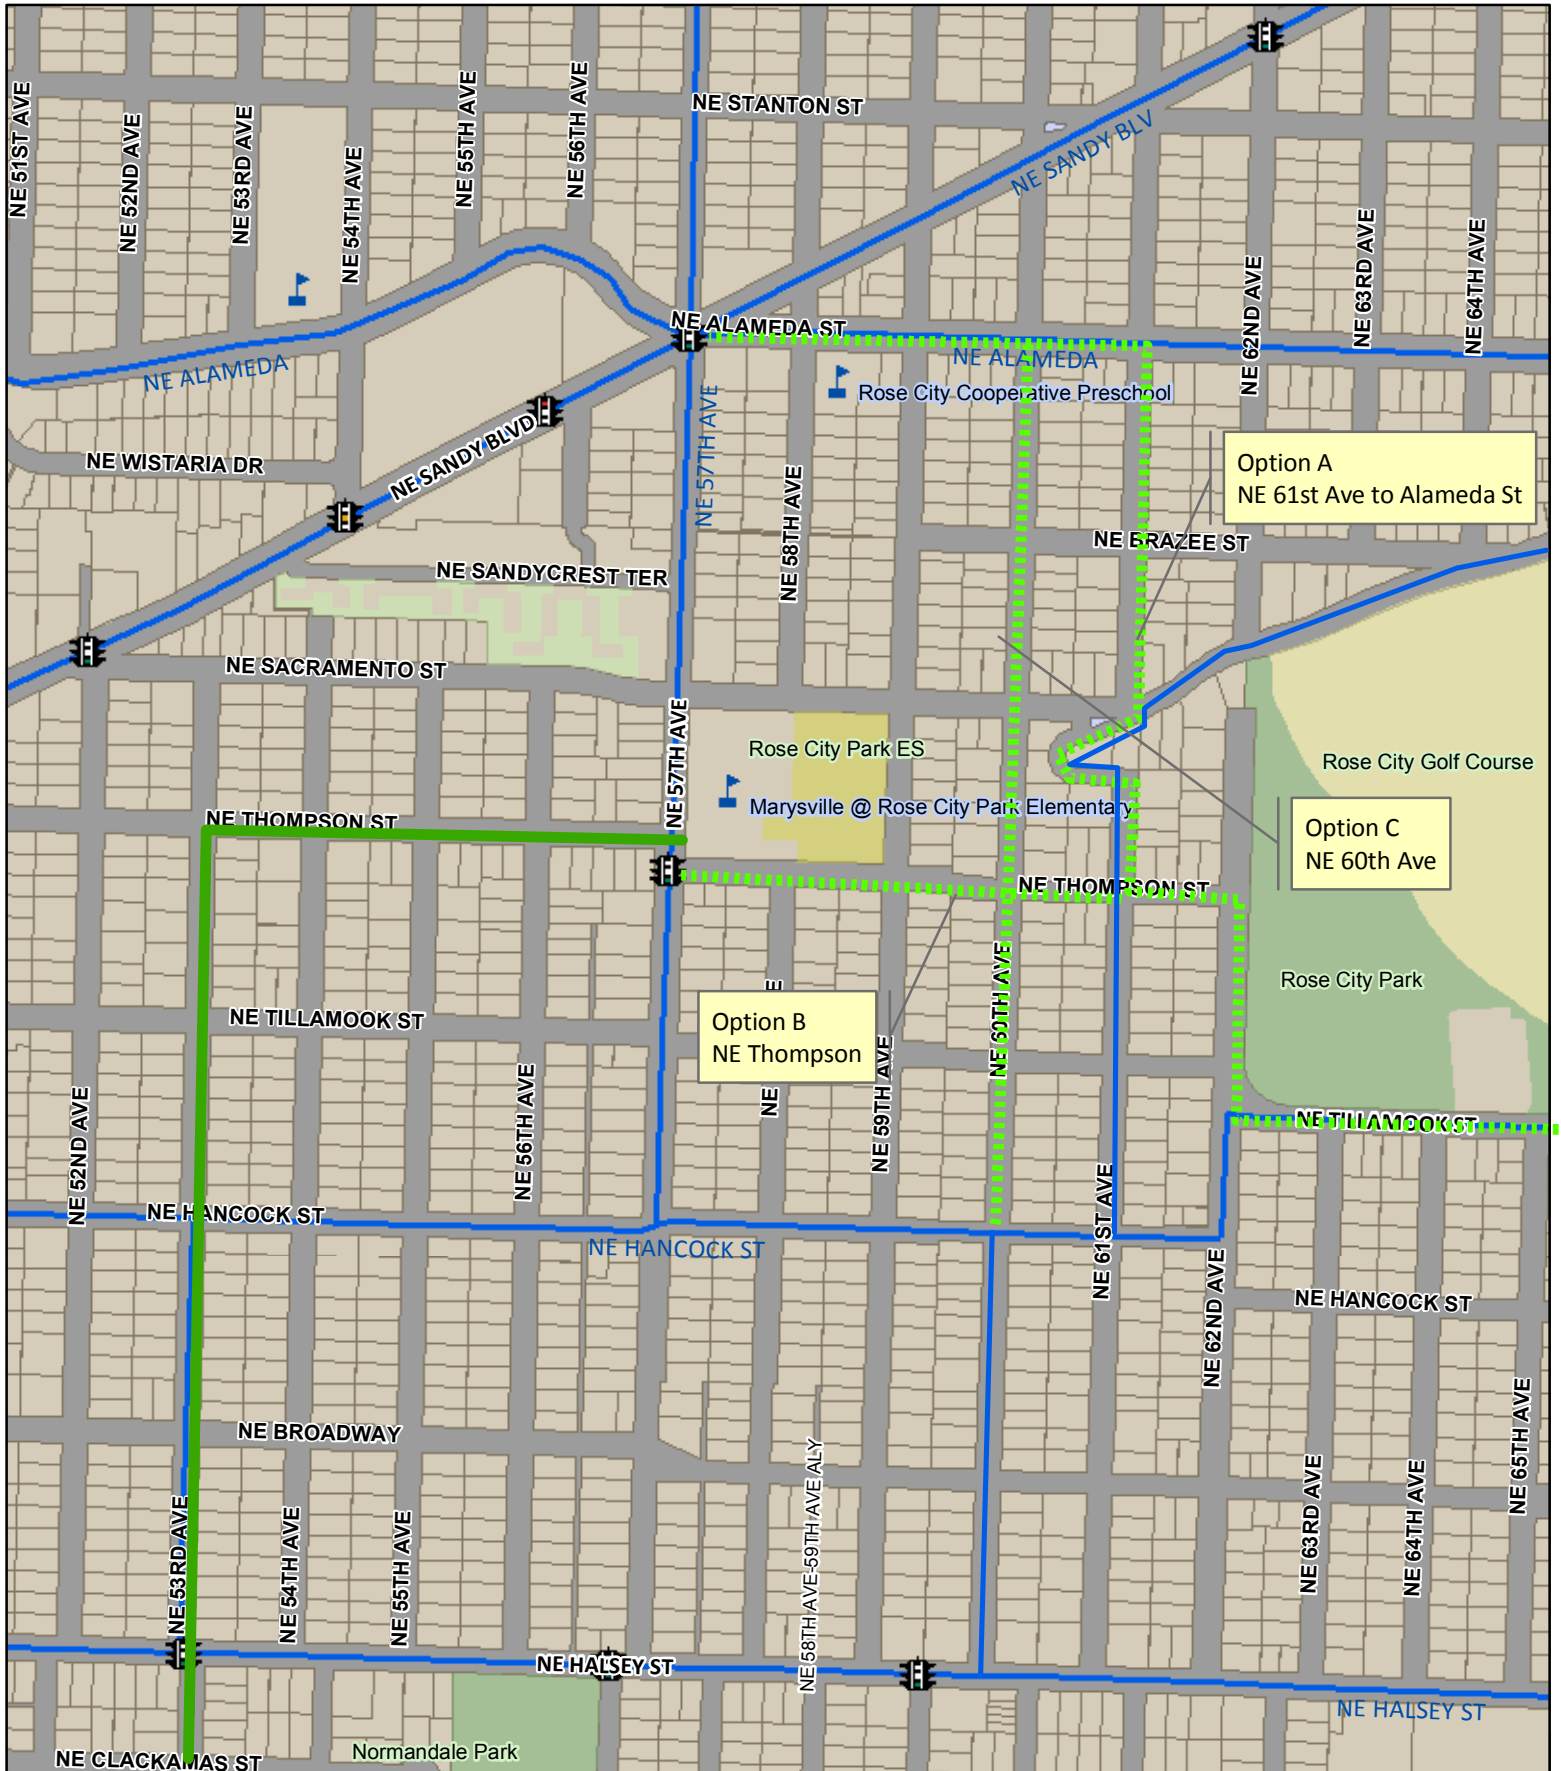 NE STANTON ST
NE 51ST AVE
NE 52ND AVE
NE 53RD AVE
NE 54TH AVE
NE 55TH AVE
NE 56TH AVE
NE SANDY BLV
NE 62ND AVE
NE 63RD AVE
NE 64TH AVE
NE ALAMEDA ST
NE ALAMEDA
NE ALAMEDA
Rose City Cooperative Preschool
NE 57TH AVE
NE SANDY BLVD
NE WISTARIA DR
Option A
NE 61st Ave to Alameda St
NE 58TH AVE
NE BRAZEE ST
NE SANDYCREST TER
NE SACRAMENTO ST
NE 57TH AVE
Rose City Park ES
Rose City Golf Course
Marysville @ Rose City Park Elementary
NE THOMPSON ST
Option C
NE 60th Ave
NE THOMPSON ST
NE 60TH AVE
Rose City Park
NE TILLAMOOK ST
Option B
NE Thompson
NE
E
NE 59TH AVE
NE 52ND AVE
NE 56TH AVE
NE TILLAMOOK ST
NE HANCOCK ST
NE HANCOCK ST
NE 61ST AVE
NE 62ND AVE
NE HANCOCK ST
NE BROADWAY
NE 53RD AVE
NE 54TH AVE
NE 55TH AVE
NE 58TH AVE-59TH AVE ALY
NE 63RD AVE
NE 64TH AVE
NE 65TH AVE
NE HALSEY ST
NE HALSEY ST
Normandale Park
NE CLACKAMAS ST